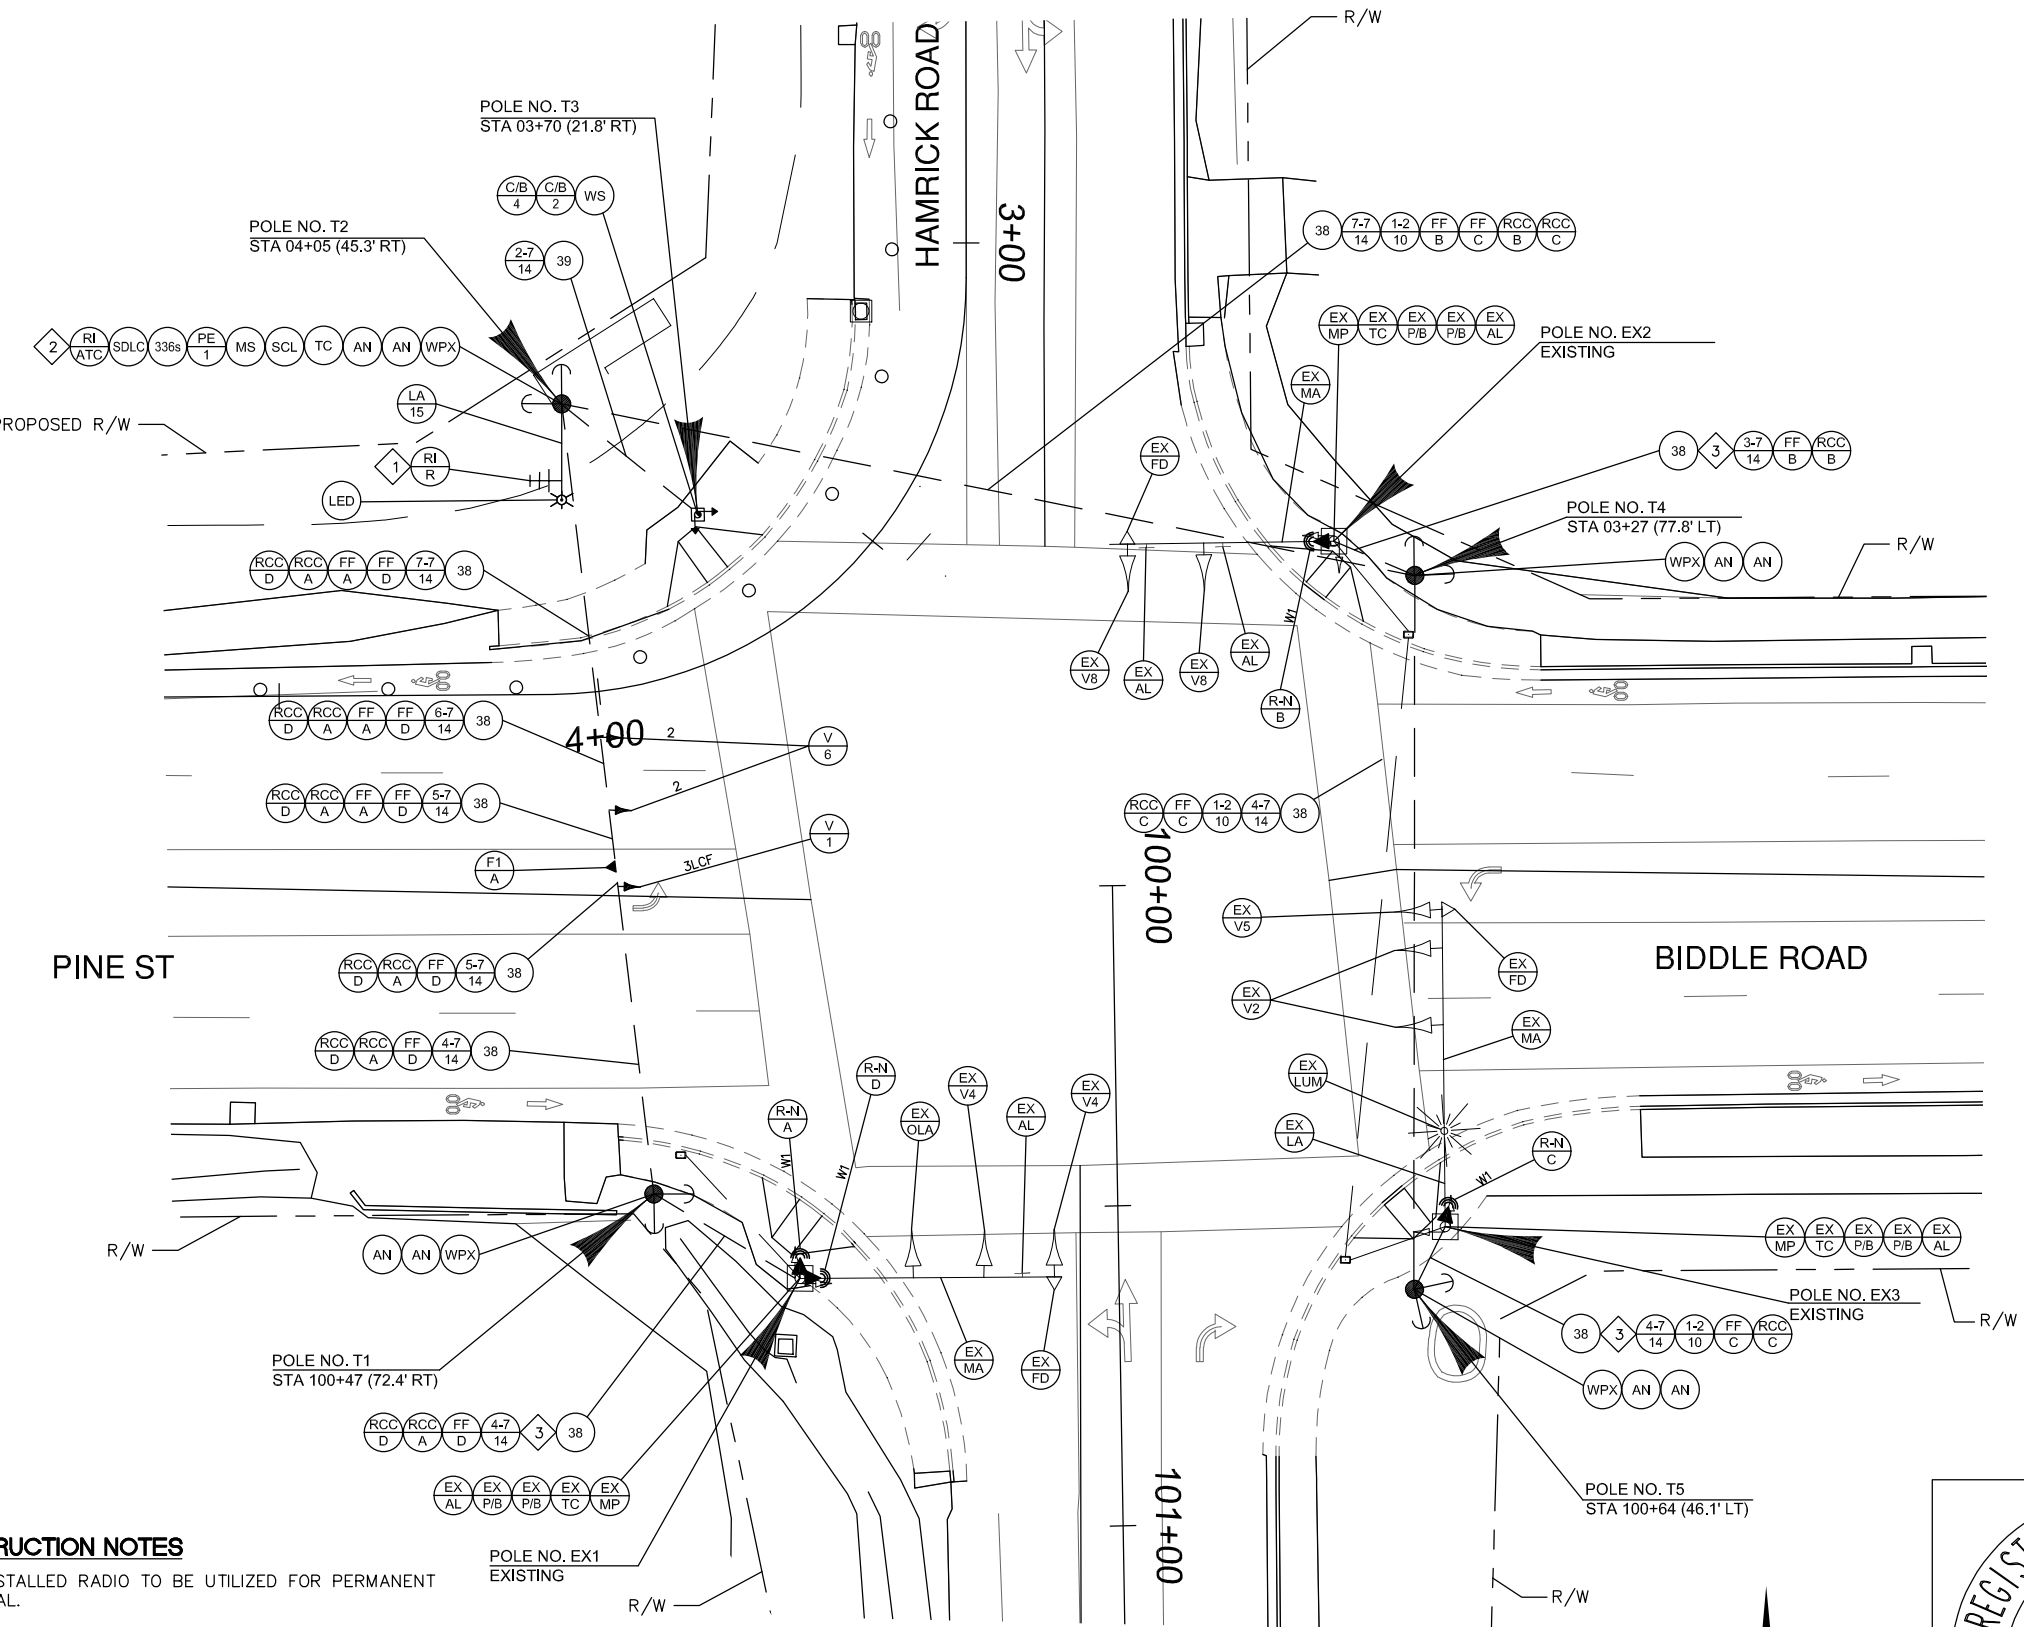 R/W
HAMRICK ROAD
3+00
POLE NO. T3
STA 03+70 (21.8' RT)
C/B 4 C/B 2 WS
POLE NO. T2
STA 04+05 (45.3' RT)
2-7 14 39
38 7-7 14 1-2 10 FF B FF C RCC B RCC C
2 RI ATC SDLC 336s PE 1 MS SCL TC AN AN WPX
EX MP EX TC EX P/B EX P/B EX AL
POLE NO. EX2
EXISTING
EX MA
LA 15
PROPOSED R/W
1 RI R
EX FD
38 3 3-7 14 FF B RCC B
LED
POLE NO. T4
STA 03+27 (77.8' LT)
R/W
WPX AN AN
RCC D RCC A FF A FF D 7-7 14 38
W1
EX V8
EX AL
EX V8
EX AL
R-N B
RCC D RCC A FF A FF D 6-7 14 38
4+00
2
V 6
2
RCC D RCC A FF A FF D 5-7 14 38
RCC C FF C 1-2 10 4-7 14 38
V 1
3LCF
F1 A
100+00
EX V5
PINE ST
BIDDLE ROAD
RCC D RCC A FF D 5-7 14 38
EX FD
EX V2
EX MA
RCC D RCC A FF D 4-7 14 38
R-N D
EX LUM
EX V4
EX V4
R-N A
EX OLA
EX AL
EX LA
R-N C
W1
W1
W1
R/W
AN AN WPX
EX MP EX TC EX P/B EX P/B EX AL
POLE NO. EX3
EXISTING
R/W
38 3 4-7 14 1-2 10 FF C RCC C
POLE NO. T1
STA 100+47 (72.4' RT)
EX MA
EX FD
WPX AN AN
RCC D RCC A FF D 4-7 14 3 38
EX AL EX P/B EX P/B EX TC EX MP
POLE NO. T5
STA 100+64 (46.1' LT)
101+00
RUCTION NOTES
POLE NO. EX1
EXISTING
STALLED RADIO TO BE UTILIZED FOR PERMANENT
AL.
R/W
R/W
REGIST